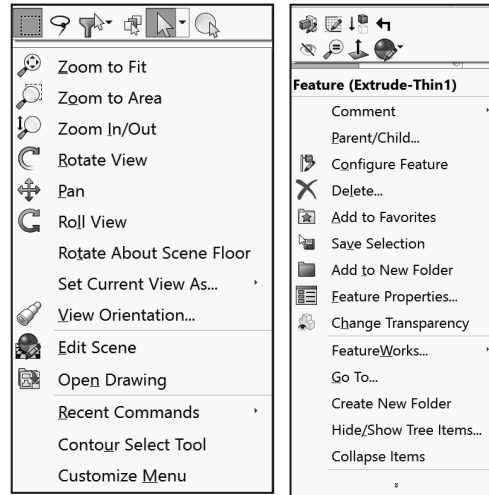 Zoom to Fit
Zoom to Area
Zoom In/Out
Rotate View
Pan
Roll View
Rotate About Scene Floor
Set Current View As...
View Orientation...
Edit Scene
Open Drawing
Recent Commands
Contour Select Tool
Customize Menu
Feature (Extrude-Thin1)
Comment
Parent/Child...
Configure Feature
Delete...
Add to Favorites
Save Selection
Add to New Folder
Feature Properties...
Change Transparency
FeatureWorks...
Go To...
Create New Folder
Hide/Show Tree Items...
Collapse Items